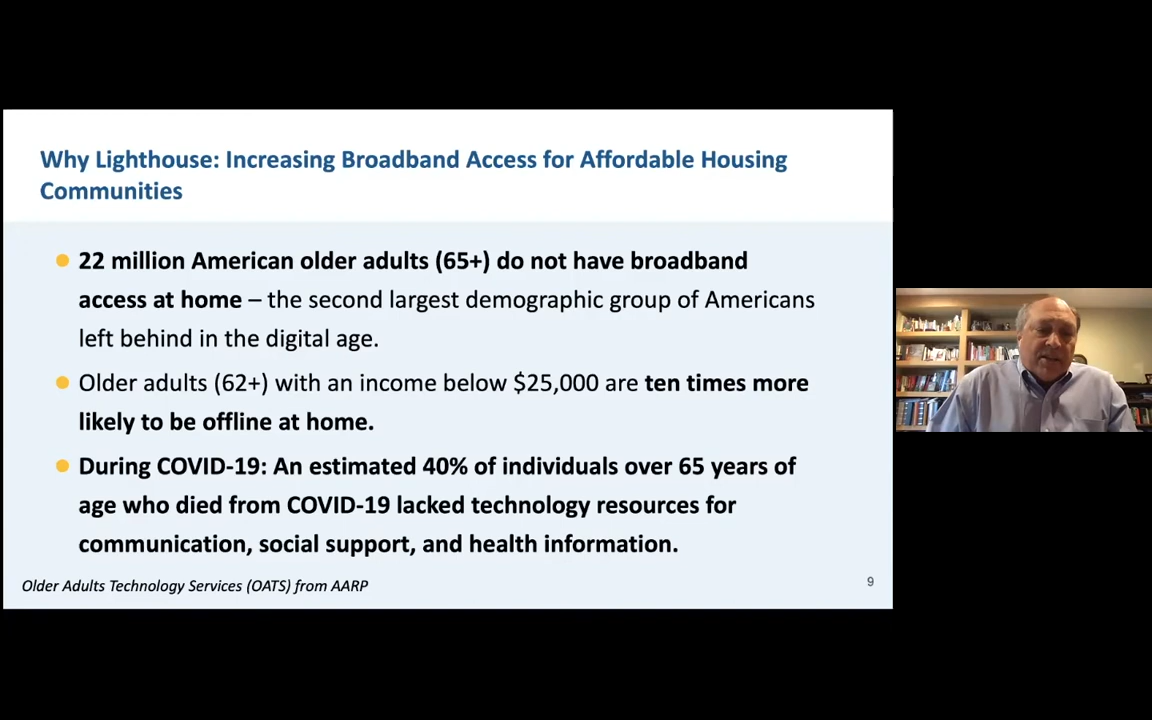 Why Lighthouse: Increasing Broadband Access for Affordable Housing
Communities
22 million American older adults (65+) do not have broadband
access at home – the second largest demographic group of Americans
left behind in the digital age.
Older adults (62+) with an income below $25,000 are ten times more
likely to be offline at home.
During COVID-19: An estimated 40% of individuals over 65 years of
age who died from COVID-19 lacked technology resources for
communication, social support, and health information.
Older Adults Technology Services (OATS) from AARP
9